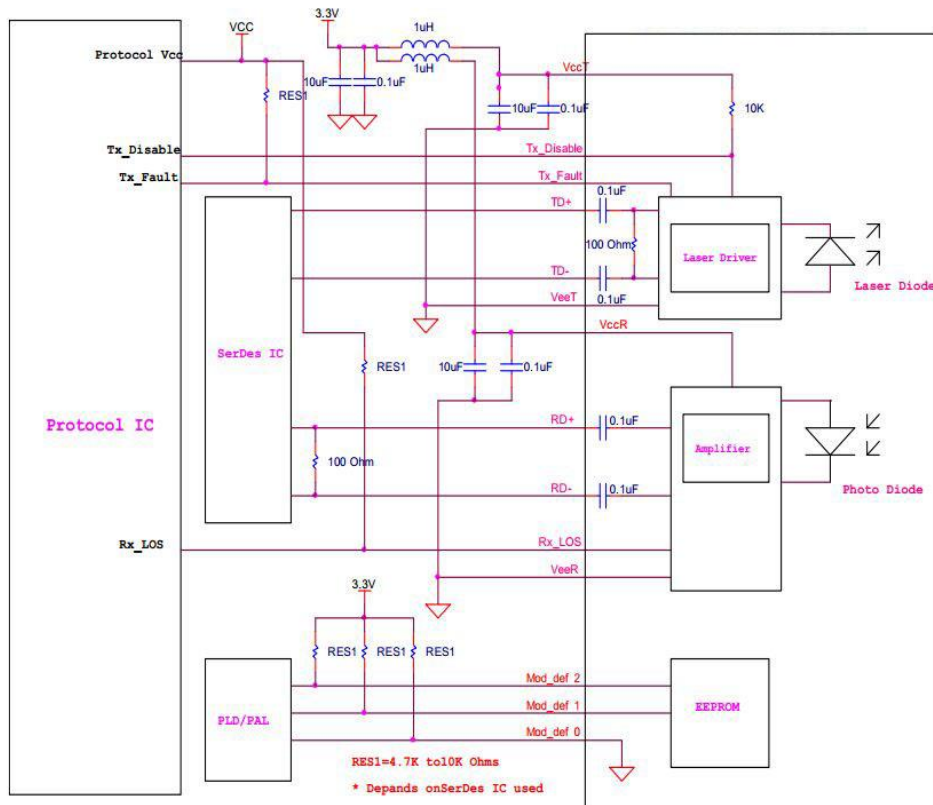 3.3V
1uH
VCC
Protocol Vcc
1uH
VccT
10uF
0.1uF
RES1
10uF
0.1uF
10K
Tx_Disable
Tx_Disable
Tx_Fault
Tx_Fault
0.1uF
TD+
100 Ohm
Laser Driver
TD-
Laser Diode
VeeT
0.1uF
VccR
SerDes IC
RES1
10uF
0.1uF
Protocol IC
RD+
0.1uF
Amplifier
100 Ohm
RD-
0.1uF
Photo Diode
Rx_LOS
Rx_LOS
VeeR
3.3V
RES1
RES1
RES1
Mod_def 2
PLD/PAL
Mod_def 1
EEPROM
Mod_def 0
RES1=4.7K to10K Ohms
* Depands onSerDes IC used